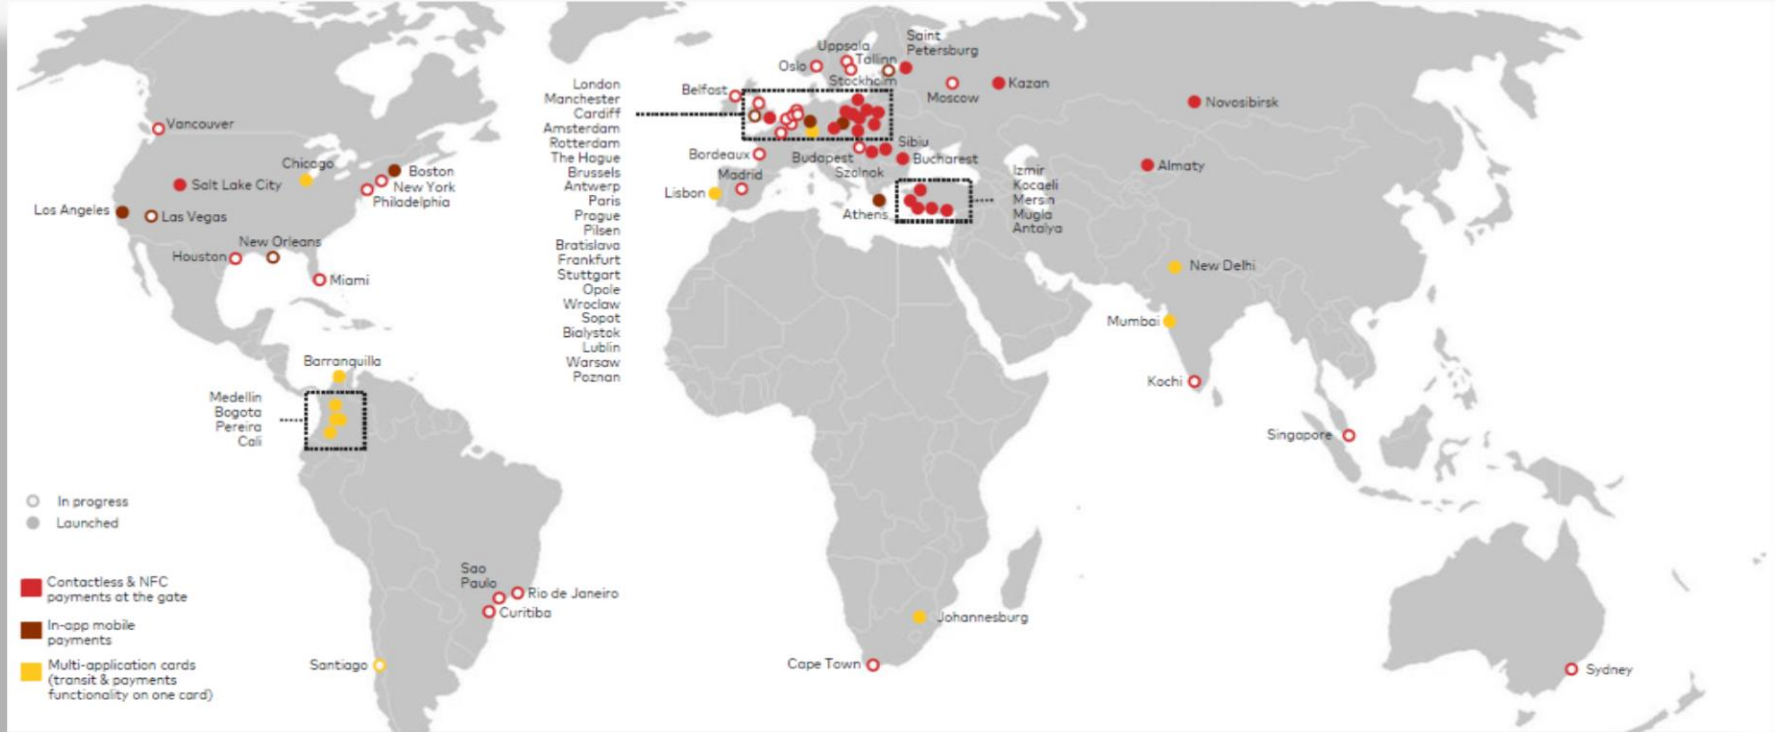 Uppsala
Saint
Petersburg
Oslo
Tallinn
Stockholm
Kazan
Moscow
Belfast
London
Manchester
Cardiff
Amsterdam
Rotterdam
The Hague
Brussels
Antwerp
Paris
Prague
Pilsen
Bratislava
Frankfurt
Stuttgart
Opole
Wroclaw
Sopot
Bialystok
Lublin
Warsaw
Poznan
Novosibirsk
Vancouver
Chicago
Boston
New York
Philadelphia
Salt Lake City
Los Angeles
Las Vegas
New Orleans
Houston
Miami
Bordeaux
Madrid
Lisbon
Budapest
Szolnok
Sibiu
Bucharest
Athens
Izmir
Kocaeli
Mersin
Mugla
Antalya
Almaty
New Delhi
Mumbai
Kochi
Singapore
Barranquilla
Medellin
Bogota
Pereira
Cali
In progress
Launched
Contactless & NFC
payments at the gate
In-app mobile
payments
Multi-application cards
(transit & payments
functionality on one card)
Sao
Paulo
Rio de Janeiro
Curitiba
Santiago
Johannesburg
Cape Town
Sydney